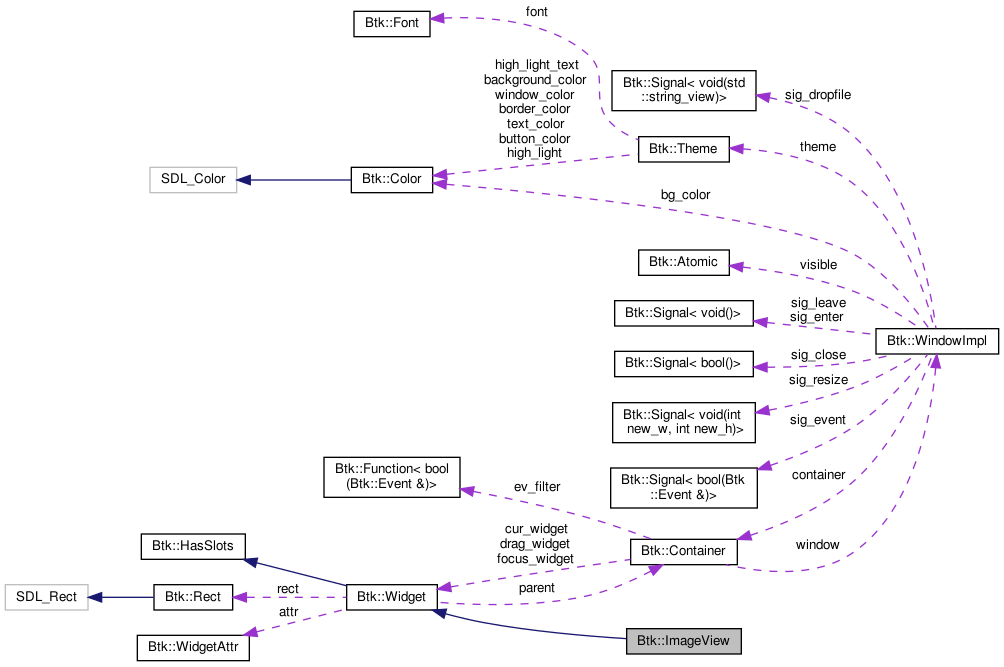 Btk::Font
font
high_light_text
background_color
window_color
border_color
text_color
button_color
high_light
Btk::Signal< void(std
::string_view)>
sig_dropfile
Btk::Theme
theme
SDL_Color
Btk::Color
bg_color
Btk::Atomic
visible
Btk::Signal< void()>
sig_leave
sig_enter
Btk::WindowImpl
Btk::Signal< bool()>
sig_close
sig_resize
Btk::Signal< void(int
new_w, int new_h)>
sig_event
Btk::Function< bool
(Btk::Event &)>
ev_filter
Btk::Signal< bool(Btk
::Event &)>
container
cur_widget
drag_widget
focus_widget
Btk::HasSlots
Btk::Container
window
SDL_Rect
Btk::Rect
rect
Btk::Widget
parent
attr
Btk::WidgetAttr
Btk::ImageView